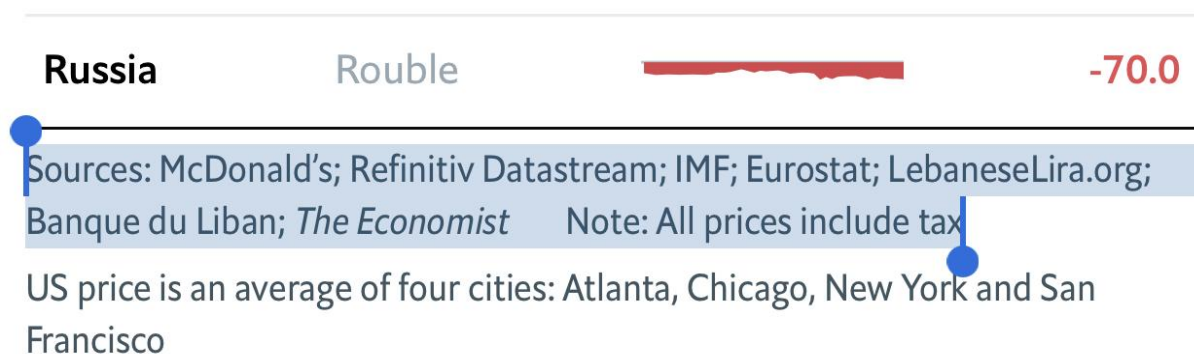 Russia Rouble -70.0
Sources: McDonald's; Refinitiv Datastream; IMF; Eurostat; LebaneseLira.org;
Banque du Liban; The Economist Note: All prices include tax
US price is an average of four cities: Atlanta, Chicago, New York and San
Francisco